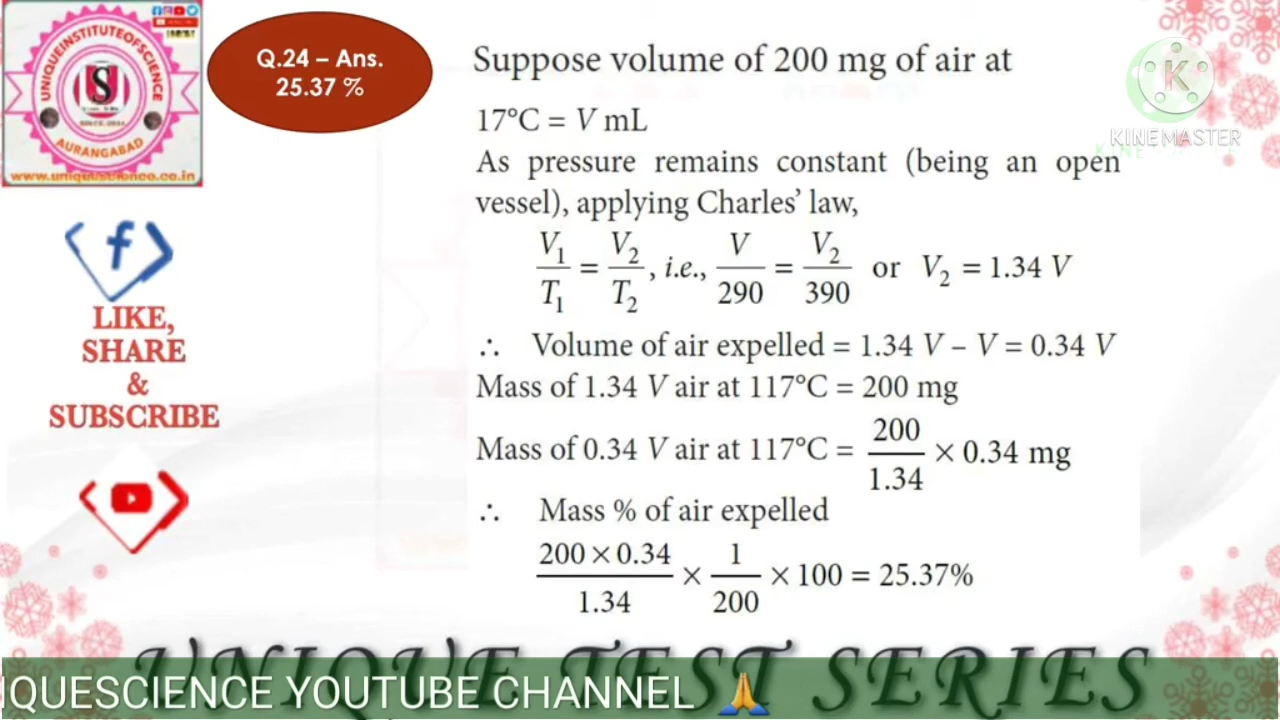 UNIQUEINSTITUTEOFSCIENCE
S
AURANGABAD
www.uniquiscience.co.in
Q.24 – Ans.
25.37 %
LIKE,
SHARE
&
SUBSCRIBE
Suppose volume of 200 mg of air at
17°C = V mL
As pressure remains constant (being an open
vessel), applying Charles’ law,
V₁/T₁ = V₂/T₂ , i.e., V/290 = V₂/390 or V₂ = 1.34 V
∴ Volume of air expelled = 1.34 V – V = 0.34 V
Mass of 1.34 V air at 117°C = 200 mg
Mass of 0.34 V air at 117°C = 200/1.34 × 0.34 mg
∴ Mass % of air expelled
200 × 0.34/1.34 × 1/200 × 100 = 25.37%
KINEMASTER
UNIQUE TEST SERIES
QUESCIENCE YOUTUBE CHANNEL 🙏